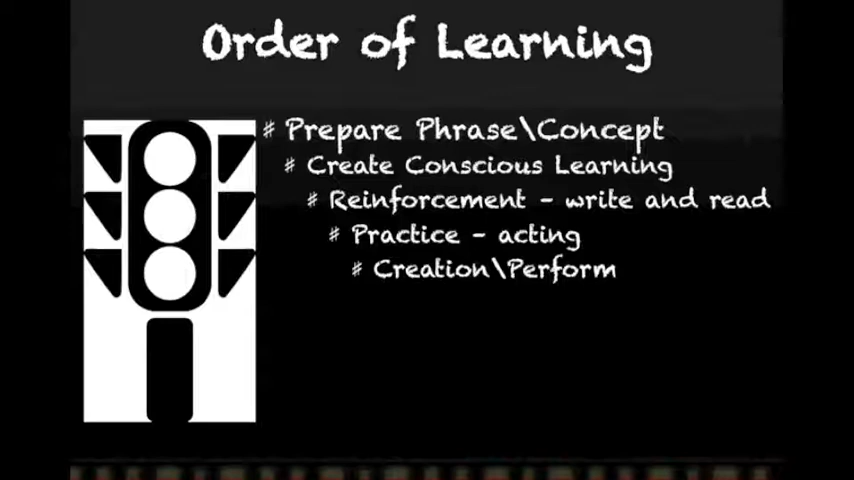 Order of Learning
# Prepare Phrase\Concept
# Create Conscious Learning
# Reinforcement - write and read
# Practice - acting
# Creation\Perform